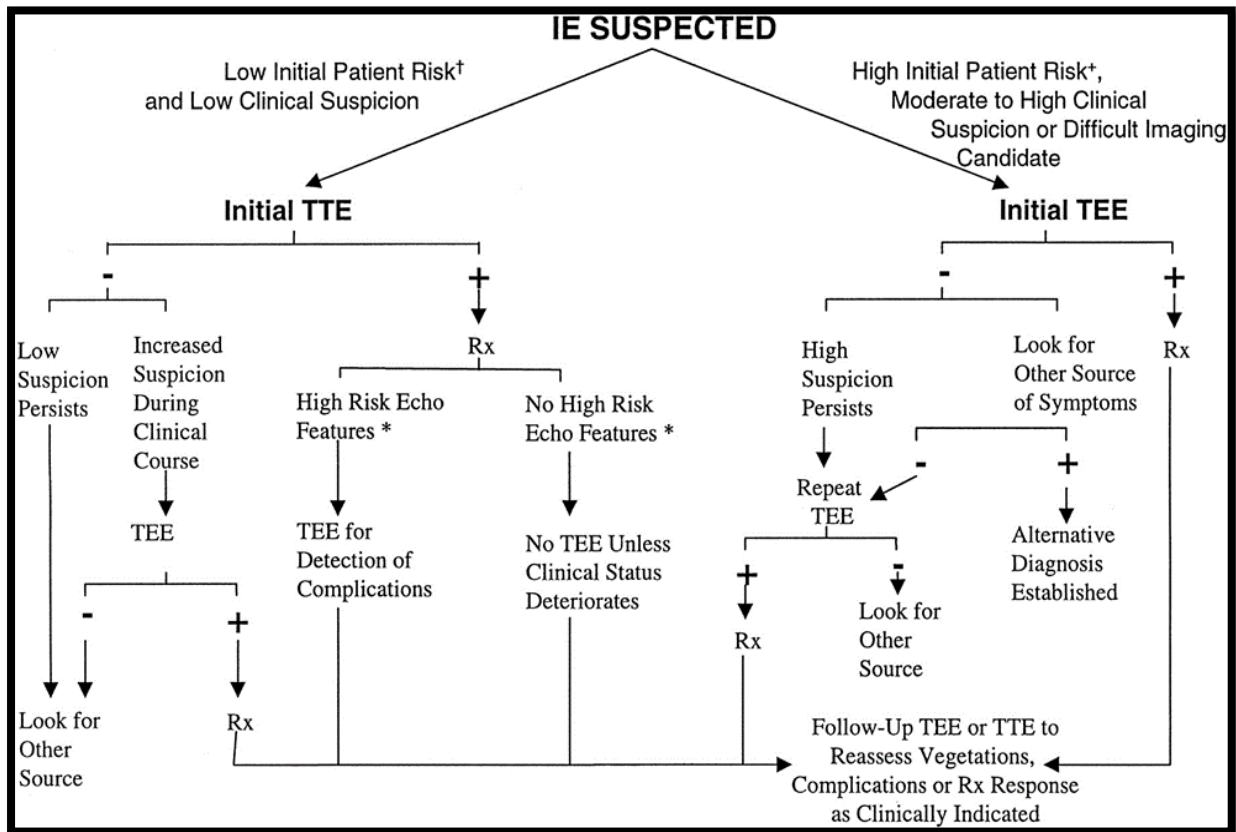 IE SUSPECTED
Low Initial Patient Risk†
and Low Clinical Suspicion
High Initial Patient Risk+,
Moderate to High Clinical
Suspicion or Difficult Imaging
Candidate
Initial TTE
Initial TEE
-
+
-
+
Low
Suspicion
Persists
Increased
Suspicion
During
Clinical
Course
Rx
High Risk Echo
Features *
No High Risk
Echo Features *
High
Suspicion
Persists
Look for
Other Source
of Symptoms
Rx
-
+
TEE
TEE for
Detection of
Complications
No TEE Unless
Clinical Status
Deteriorates
Repeat
TEE
Alternative
Diagnosis
Established
-
+
+
-
Look for
Other
Source
Rx
Rx
Look for
Other
Source
Follow-Up TEE or TTE to
Reassess Vegetations,
Complications or Rx Response
as Clinically Indicated